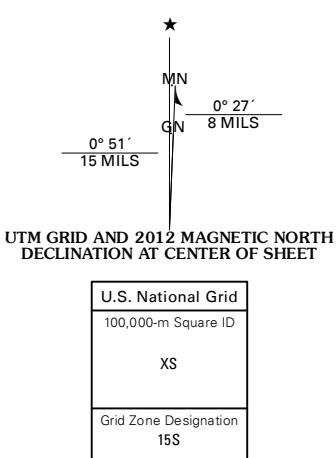 ★
MN
0° 27´
8 MILS
GN
0° 51´
15 MILS
UTM GRID AND 2012 MAGNETIC NORTH
DECLINATION AT CENTER OF SHEET
U.S. National Grid
100,000-m Square ID
XS
Grid Zone Designation
15S